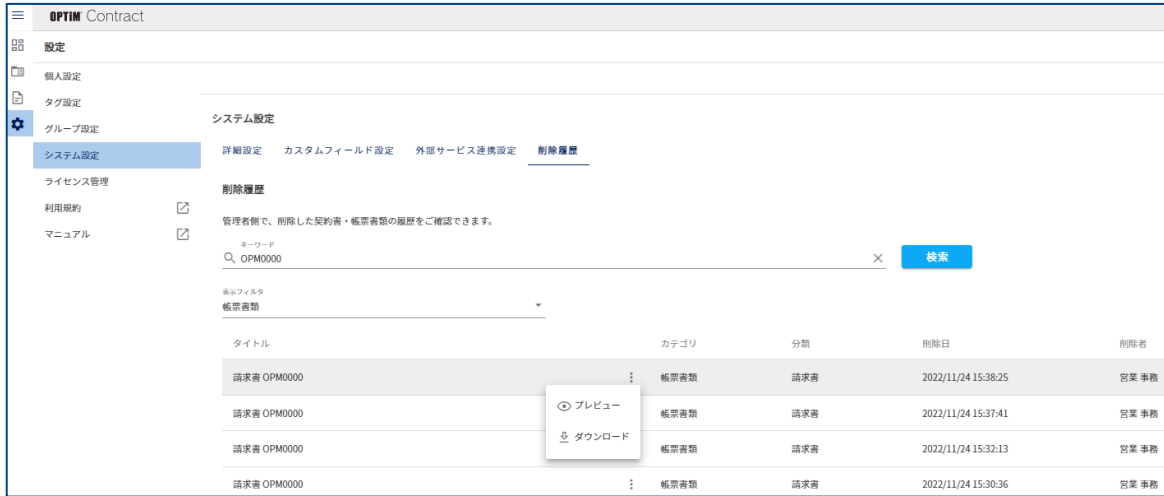 OPTiM Contract
設定
個人設定
タグ設定
グループ設定
システム設定
ライセンス管理
利用規約
マニュアル
システム設定
詳細設定 カスタムフィールド設定 外部サービス連携設定 削除履歴
削除履歴
管理者側で、削除した契約書・帳票書類の履歴をご確認できます。
キーワード
OPM0000 検索
表示フィルタ
帳票書類
タイトル カテゴリ 分類 削除日 削除者
請求書 OPM0000 帳票書類 請求書 2022/11/24 15:38:25 営業 事務
プレビュー
ダウンロード
請求書 OPM0000 帳票書類 請求書 2022/11/24 15:37:41 営業 事務
請求書 OPM0000 帳票書類 請求書 2022/11/24 15:32:13 営業 事務
請求書 OPM0000 帳票書類 請求書 2022/11/24 15:30:36 営業 事務